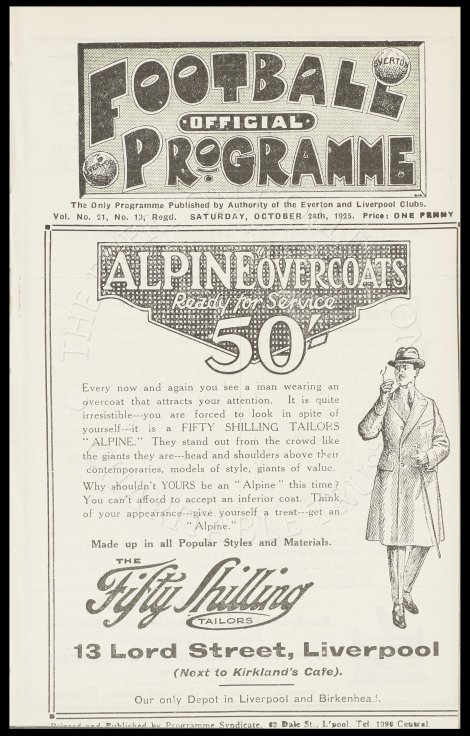 FOOTBALL
EVERTON
OFFICIAL
EVERTON
PROGRAMME
The Only Programme Published by Authority of the Everton and Liverpool Clubs.
Vol. No. 21, No. 13, Regd. SATURDAY, OCTOBER 24th, 1925. Price: ONE PENNY
ALPINE OVERCOATS
Ready for Service
50/-
Every now and again you see a man wearing an
overcoat that attracts your attention. It is quite
irresistible---you are forced to look in spite of
yourself---it is a FIFTY SHILLING TAILORS
"ALPINE." They stand out from the crowd like
the giants they are---head and shoulders above their
contemporaries, models of style, giants of value.
Why shouldn't YOURS be an "Alpine" this time?
You can't afford to accept an inferior coat. Think
of your appearance---give yourself a treat---get an
"Alpine."
Made up in all Popular Styles and Materials.
THE
Fifty Shilling
TAILORS
13 Lord Street, Liverpool
(Next to Kirkland's Cafe).
Our only Depot in Liverpool and Birkenhead.
Printed and Published by Programme Syndicate, 62 Dale St., L'pool. Tel 1396 Central.